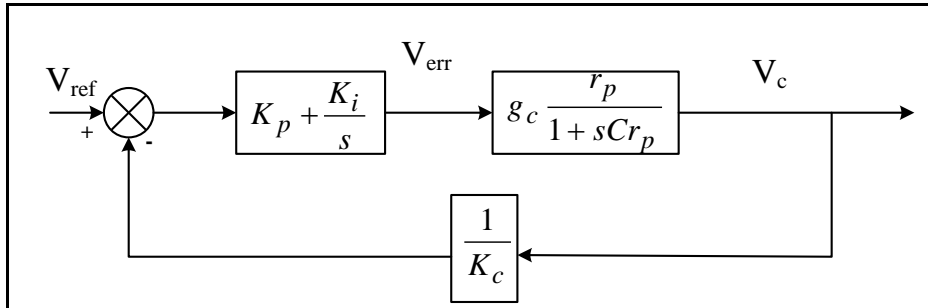 V_ref
+
-
K_p + K_i/s
V_err
g_c r_p/(1 + sCr_p)
V_c
1/K_c